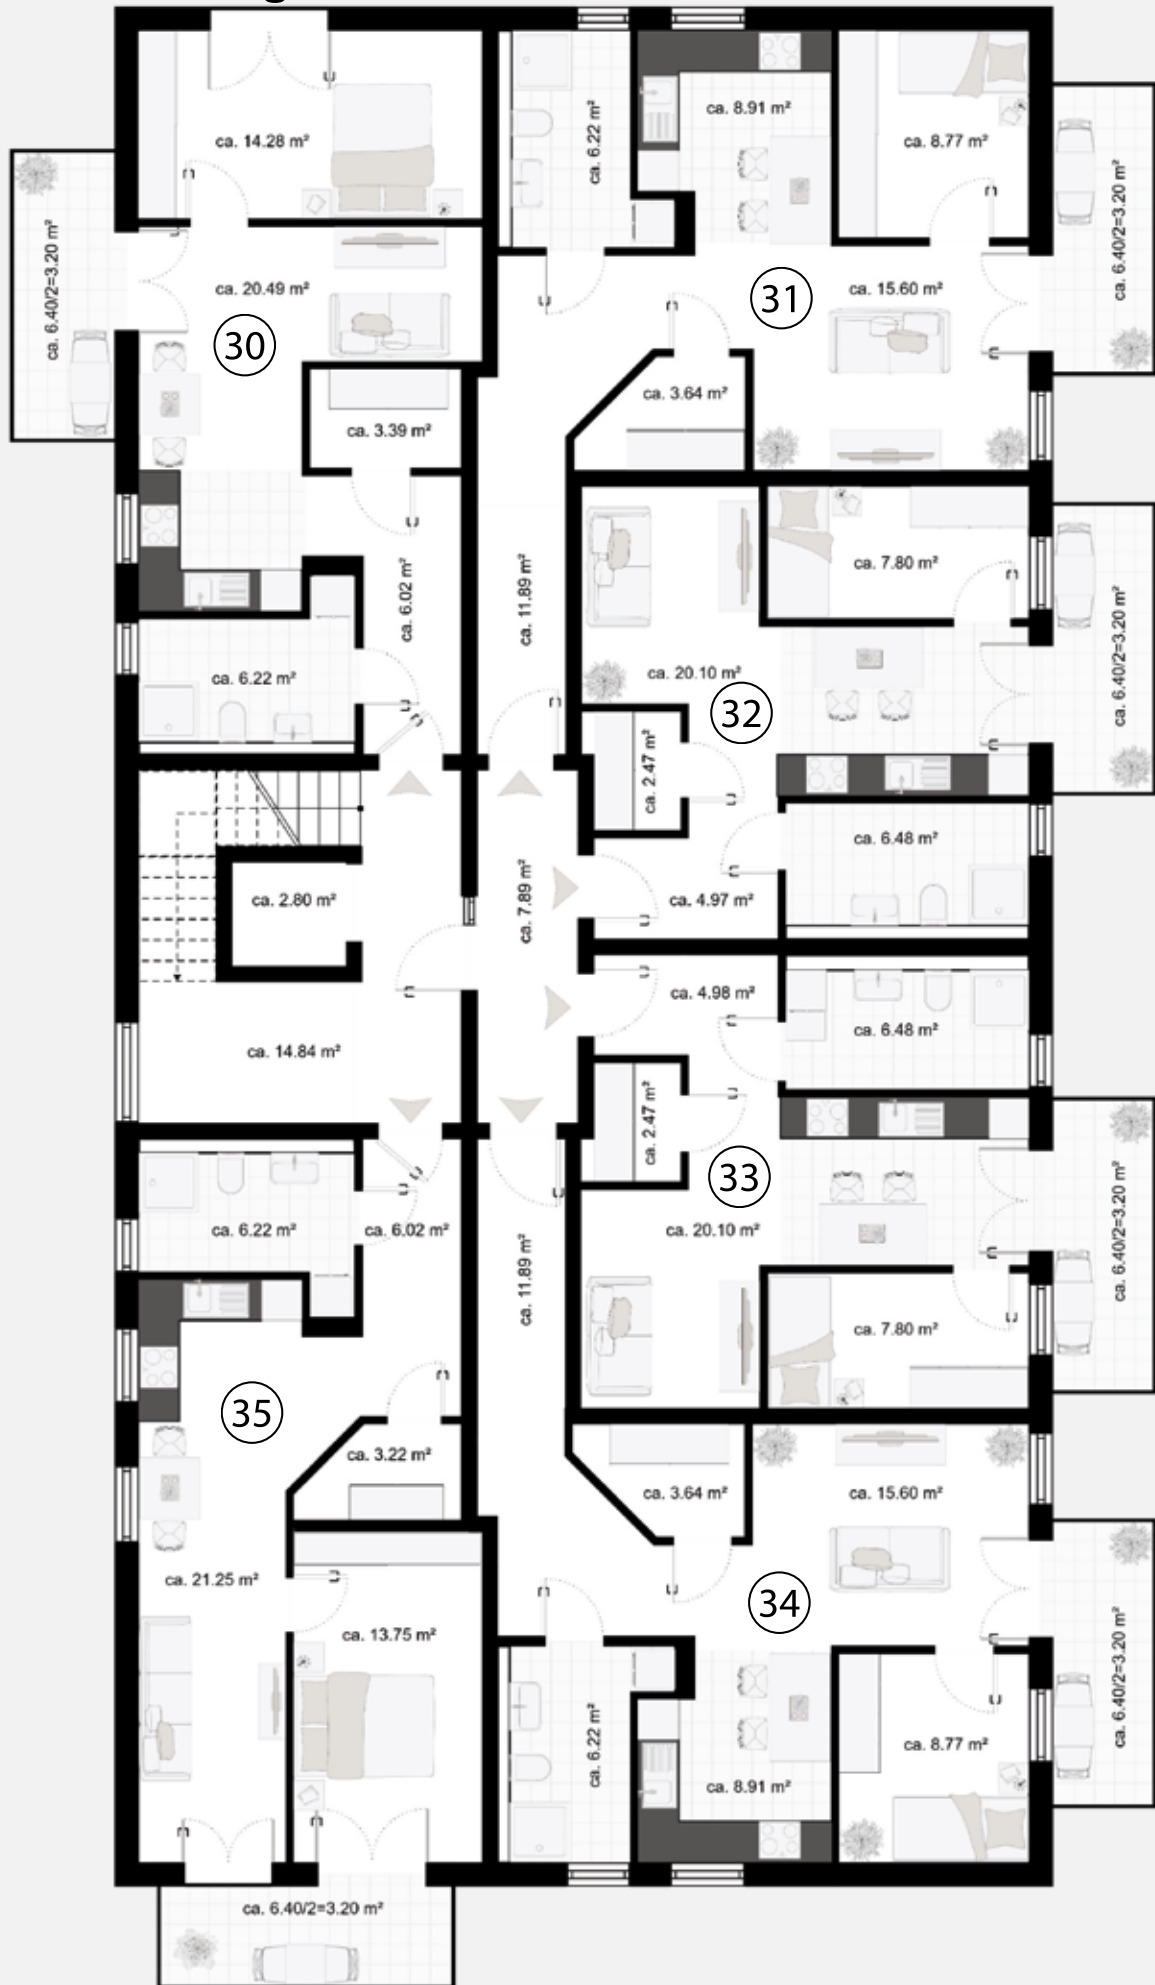 g
ca. 14.28 m²
ca. 6.22 m²
ca. 8.91 m²
ca. 8.77 m²
ca. 6.40/2=3.20 m²
ca. 6.40/2=3.20 m²
ca. 20.49 m²
30
31
ca. 15.60 m²
ca. 3.39 m²
ca. 3.64 m²
ca. 6.02 m²
ca. 11.89 m²
ca. 7.80 m²
ca. 6.40/2=3.20 m²
ca. 6.22 m²
ca. 20.10 m²
32
ca. 2.47 m²
ca. 6.48 m²
ca. 2.80 m²
ca. 7.89 m²
ca. 4.97 m²
ca. 4.98 m²
ca. 6.48 m²
ca. 14.84 m²
ca. 2.47 m²
33
ca. 6.22 m²
ca. 6.02 m²
ca. 11.89 m²
ca. 20.10 m²
ca. 6.40/2=3.20 m²
ca. 7.80 m²
35
ca. 3.22 m²
ca. 3.64 m²
ca. 15.60 m²
ca. 21.25 m²
34
ca. 13.75 m²
ca. 6.22 m²
ca. 8.91 m²
ca. 8.77 m²
ca. 6.40/2=3.20 m²
ca. 6.40/2=3.20 m²